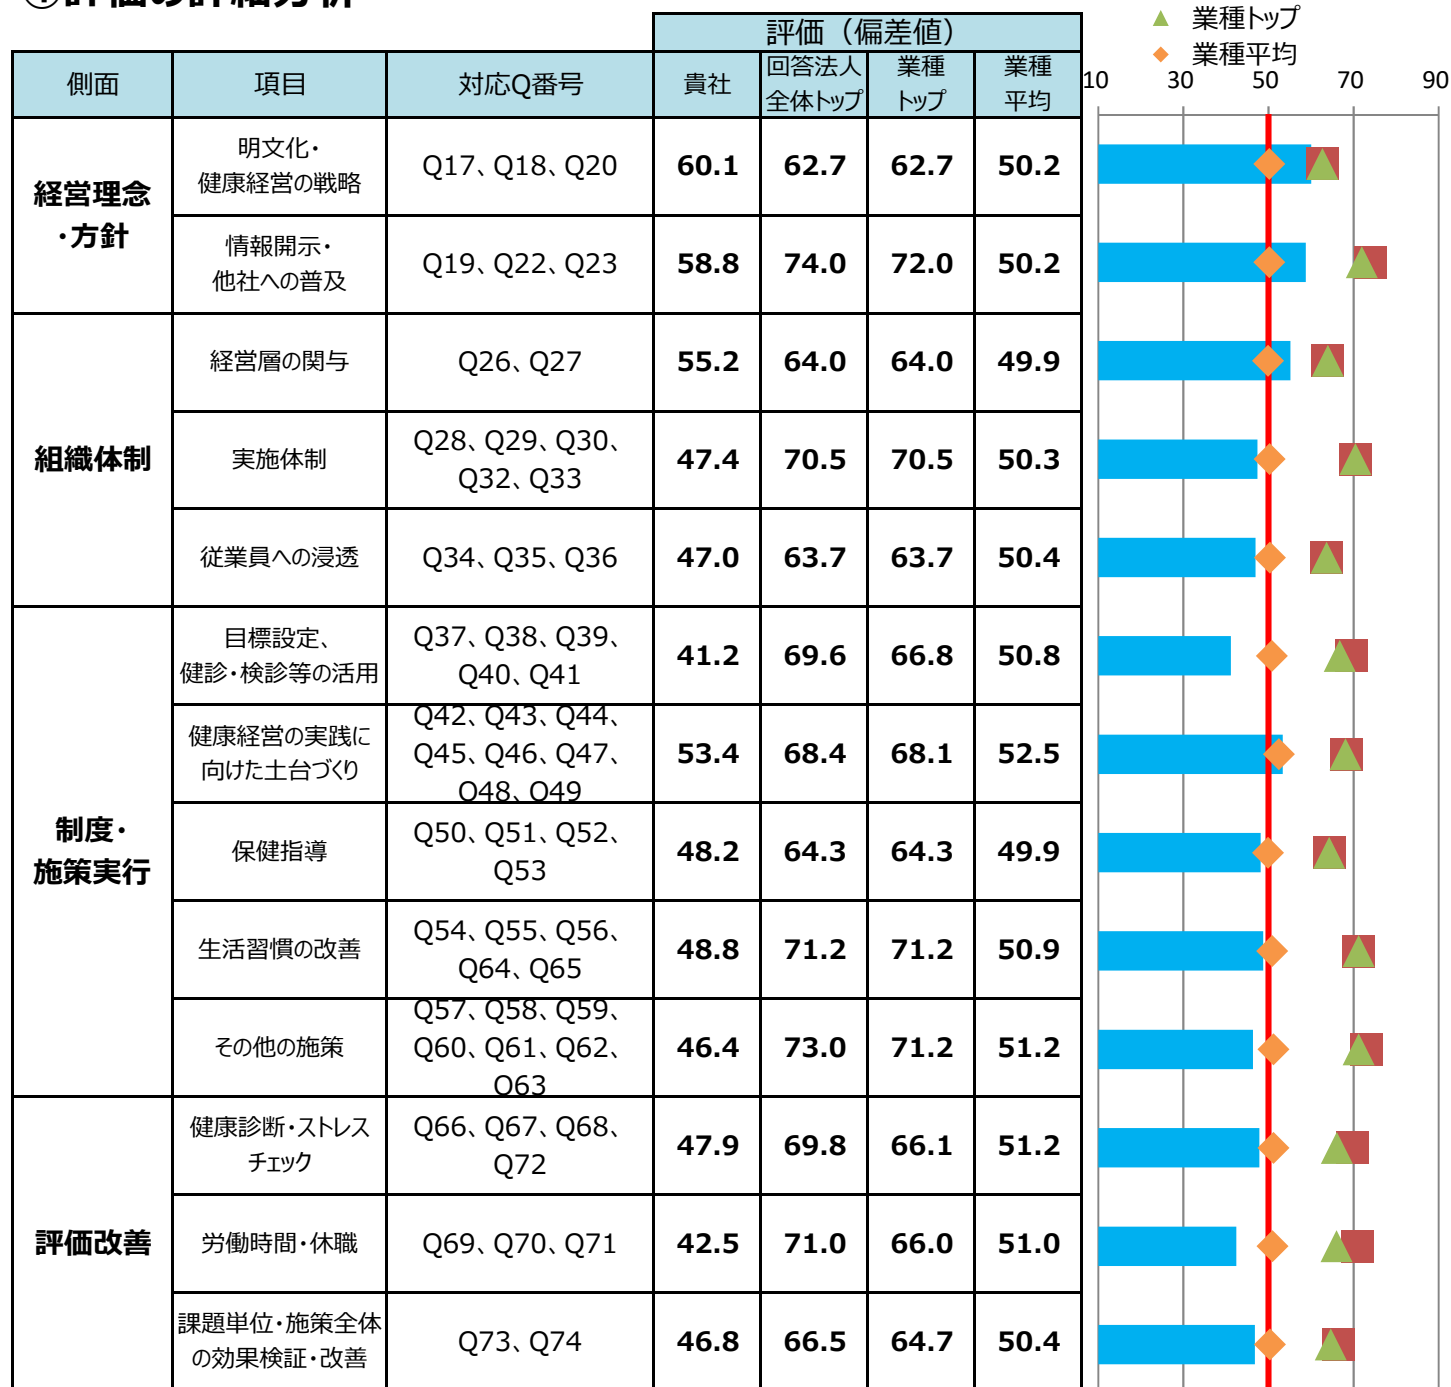 ①評価の詳細分析
▲ 業種トップ
◆ 業種平均
評価（偏差値）
側面 項目 対応Q番号 貴社 回答法人 業種 業種
全体トップ トップ 平均
10 30 50 70 90
経営理念
・方針
明文化・
健康経営の戦略
Q17、Q18、Q20 60.1 62.7 62.7 50.2
情報開示・
他社への普及
Q19、Q22、Q23 58.8 74.0 72.0 50.2
組織体制
経営層の関与 Q26、Q27 55.2 64.0 64.0 49.9
実施体制
Q28、Q29、Q30、
Q32、Q33
47.4 70.5 70.5 50.3
従業員への浸透 Q34、Q35、Q36 47.0 63.7 63.7 50.4
制度・
施策実行
目標設定、
健診・検診等の活用
Q37、Q38、Q39、
Q40、Q41
41.2 69.6 66.8 50.8
健康経営の実践に
向けた土台づくり
Q42、Q43、Q44、
Q45、Q46、Q47、
Q48、Q49
53.4 68.4 68.1 52.5
保健指導
Q50、Q51、Q52、
Q53
48.2 64.3 64.3 49.9
生活習慣の改善
Q54、Q55、Q56、
Q64、Q65
48.8 71.2 71.2 50.9
その他の施策
Q57、Q58、Q59、
Q60、Q61、Q62、
Q63
46.4 73.0 71.2 51.2
評価改善
健康診断・ストレス
チェック
Q66、Q67、Q68、
Q72
47.9 69.8 66.1 51.2
労働時間・休職 Q69、Q70、Q71 42.5 71.0 66.0 51.0
課題単位・施策全体
の効果検証・改善
Q73、Q74 46.8 66.5 64.7 50.4